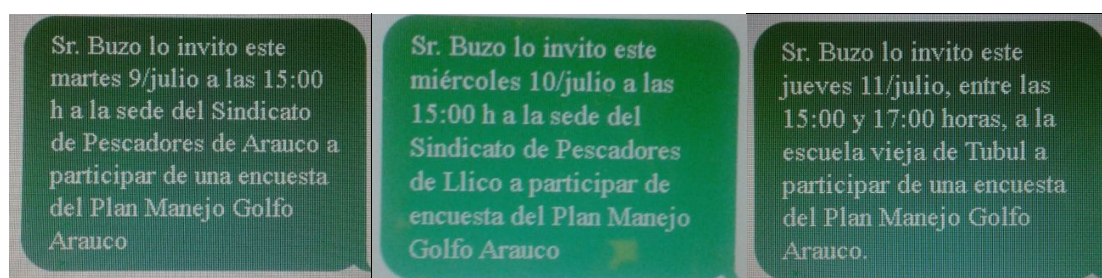 Sr. Buzo lo invito este
martes 9/julio a las 15:00
h a la sede del Sindicato
de Pescadores de Arauco a
participar de una encuesta
del Plan Manejo Golfo
Arauco
Sr. Buzo lo invito este
miércoles 10/julio a las
15:00 h a la sede del
Sindicato de Pescadores
de Llico a participar de
encuesta del Plan Manejo
Golfo Arauco
Sr. Buzo lo invito este
jueves 11/julio, entre las
15:00 y 17:00 horas, a la
escuela vieja de Tubul a
participar de una encuesta
del Plan Manejo Golfo
Arauco.